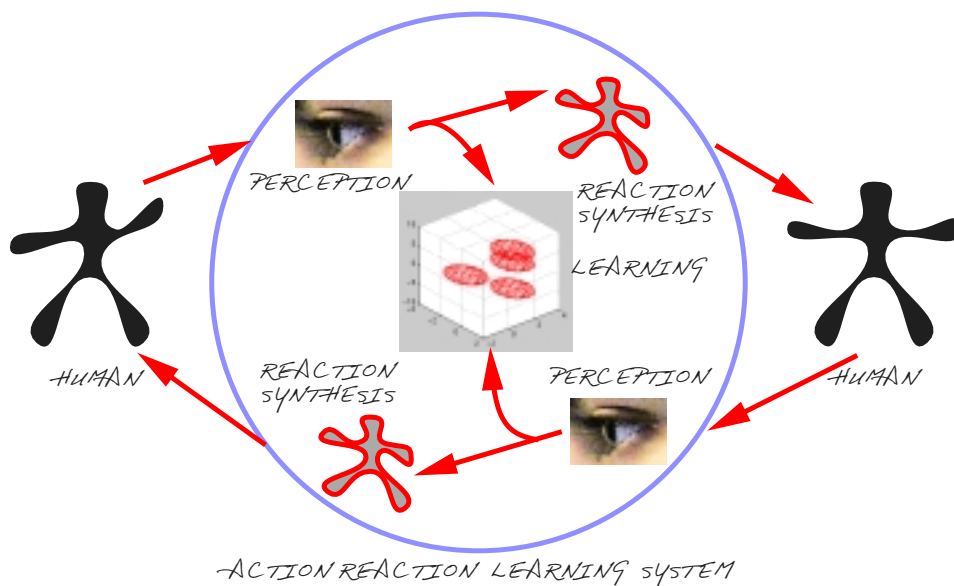 PERCEPTION
REACTION
SYNTHESIS
LEARNING
HUMAN
REACTION
SYNTHESIS
PERCEPTION
HUMAN
ACTION REACTION LEARNING SYSTEM